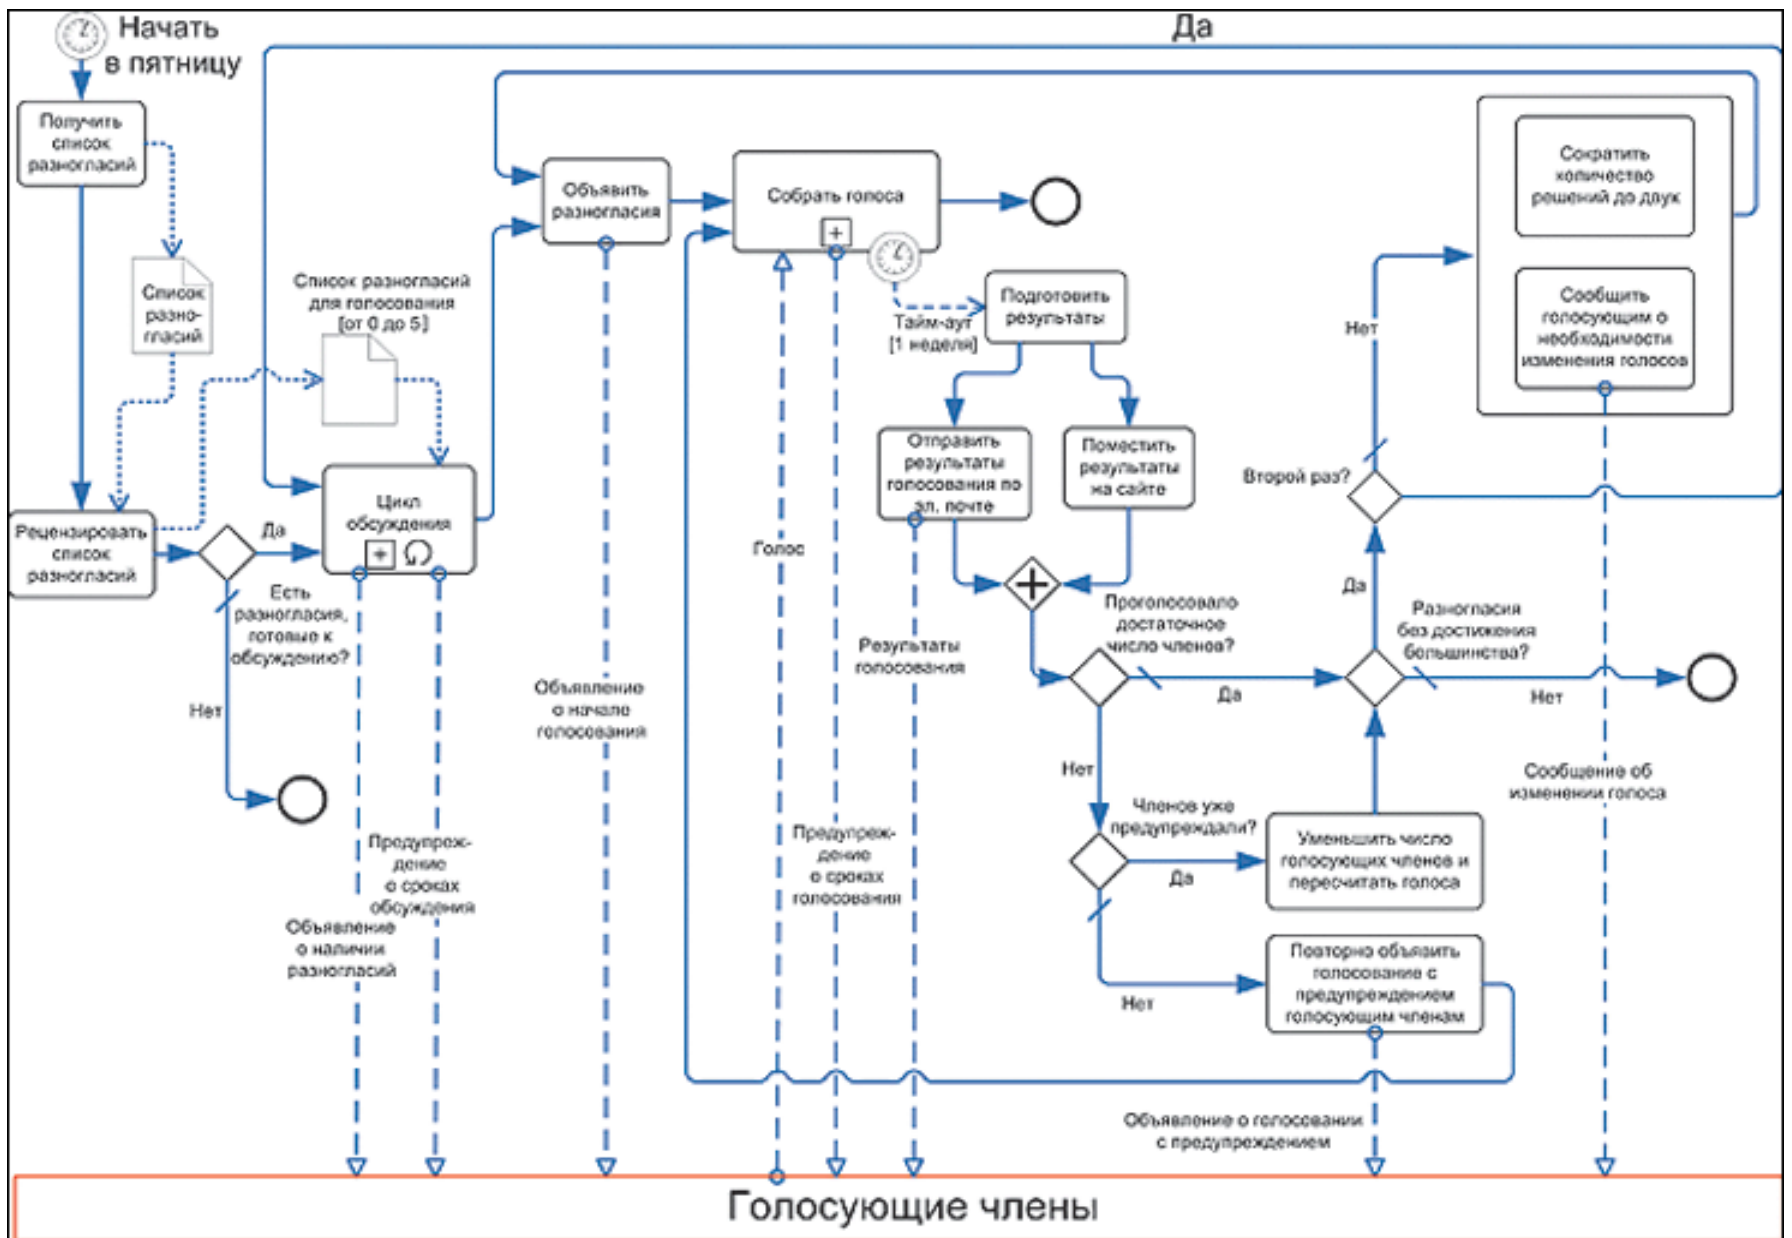 Начать
в пятницу
Да
Получить
список
разногласий
Список
разно-
гласий
Рецензировать
список
разногласий
Да
Есть
разногласия,
готовые к
обсуждению?
Нет
Список разногласий
для голосования
[от 0 до 5]
Цикл
обсуждения
Объявление
о наличии
разногласий
Предупреж-
дение
о сроках
обсуждения
Объявить
разногласия
Объявление
о начале
голосования
Собрать голоса
Голос
Предупреж-
дение
о сроках
голосования
Тайм-аут
[1 неделя]
Подготовить
результаты
Отправить
результаты
голосования по
эл. почте
Поместить
результаты
на сайте
Результаты
голосования
Проголосовало
достаточное
число членов?
Да
Нет
Членов уже
предупреждали?
Да
Нет
Уменьшить число
голосующих членов и
пересчитать голоса
Повторно объявить
голосование с
предупреждением
голосующим членам
Объявление о голосовании
с предупреждением
Разногласия
без достижения
большинства?
Да
Нет
Второй раз?
Нет
Сократить
количество
решений до двук
Сообщить
голосующим о
необходимости
изменения голосов
Сообщение об
изменении голоса
Голосующие члены